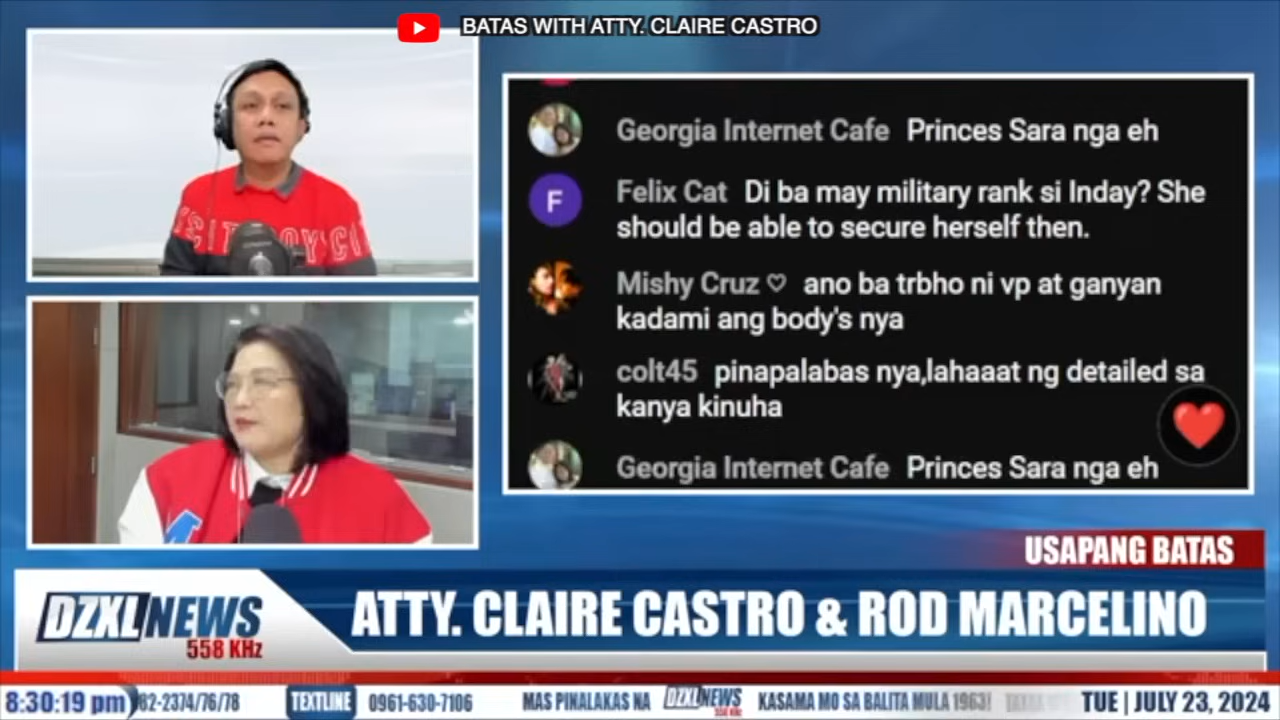 BATAS WITH ATTY. CLAIRE CASTRO
Georgia Internet Cafe Princes Sara nga eh
F
Felix Cat Di ba may military rank si Inday? She
should be able to secure herself then.
Mishy Cruz ♡ ano ba trbho ni vp at ganyan
kadami ang body's nya
colt45 pinapalabas nya,lahaaat ng detailed sa
kanya kinuha
Georgia Internet Cafe Princes Sara nga eh
USAPANG BATAS
DZXL NEWS
558 KHz
ATTY. CLAIRE CASTRO & ROD MARCELINO
8:30:19 pm 82-2374/76/78 TEXTLINE 0961-630-7106 MAS PINALAKAS NA DZXL NEWS 558 KHz KASAMA MO SA BALITA MULA 1963! TUE | JULY 23, 2024